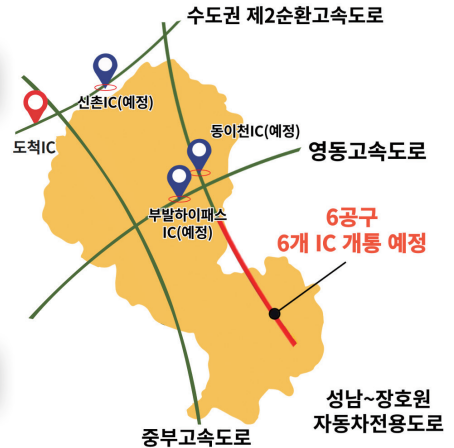 수도권 제2순환고속도로
신촌IC(예정)
도척IC
동이천IC(예정)
영동고속도로
부발하이패스
IC(예정)
6공구
6개 IC 개통 예정
성남~장호원
자동차전용도로
중부고속도로